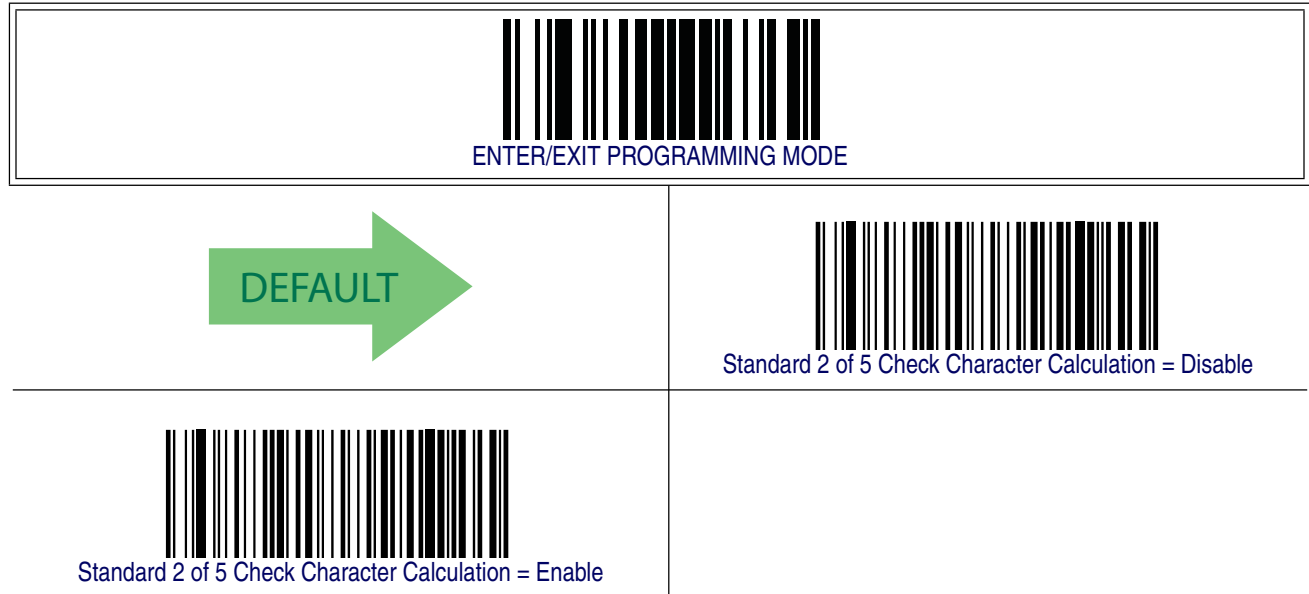 ENTER/EXIT PROGRAMMING MODE
DEFAULT
Standard 2 of 5 Check Character Calculation = Disable
Standard 2 of 5 Check Character Calculation = Enable